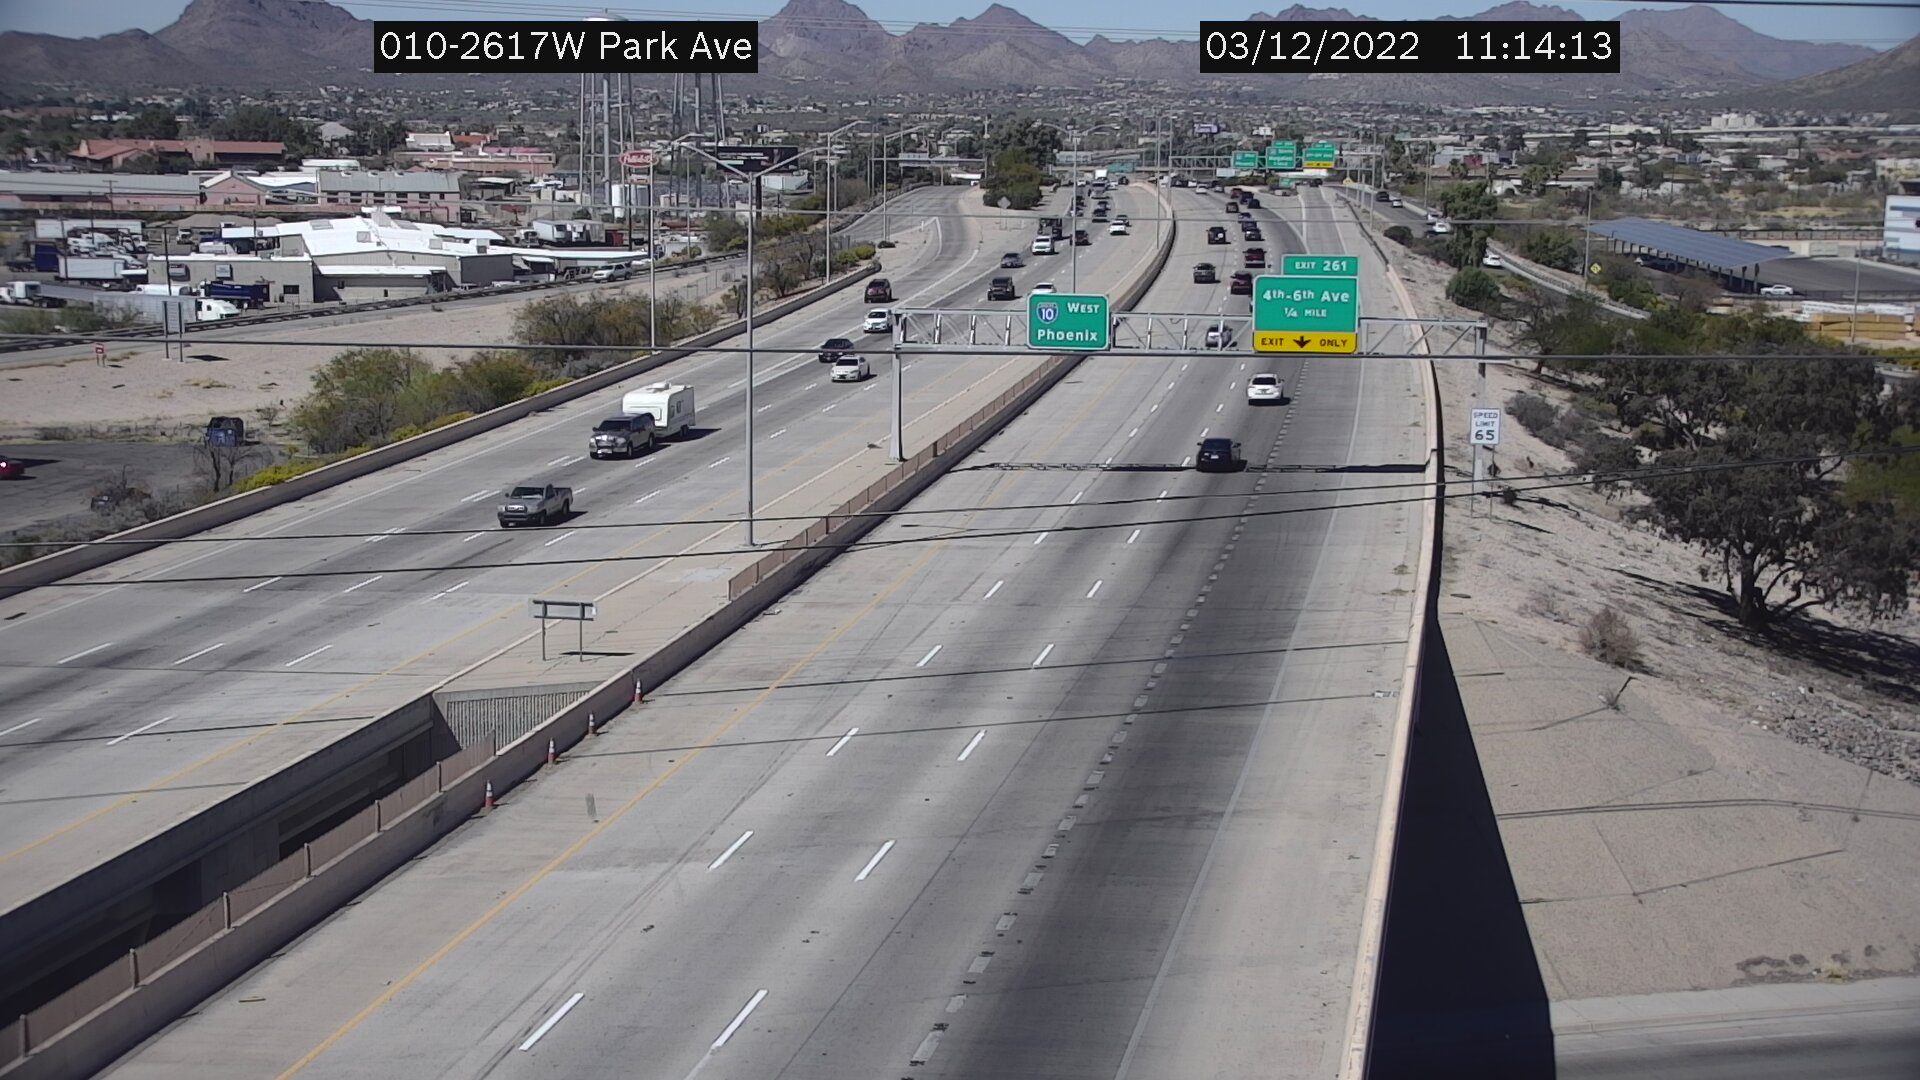 010-2617W Park Ave
03/12/2022 11:14:13
EXIT 261
4th-6th Ave
1/4 MILE
EXIT ONLY
10 WEST
Phoenix
SPEED
LIMIT
65